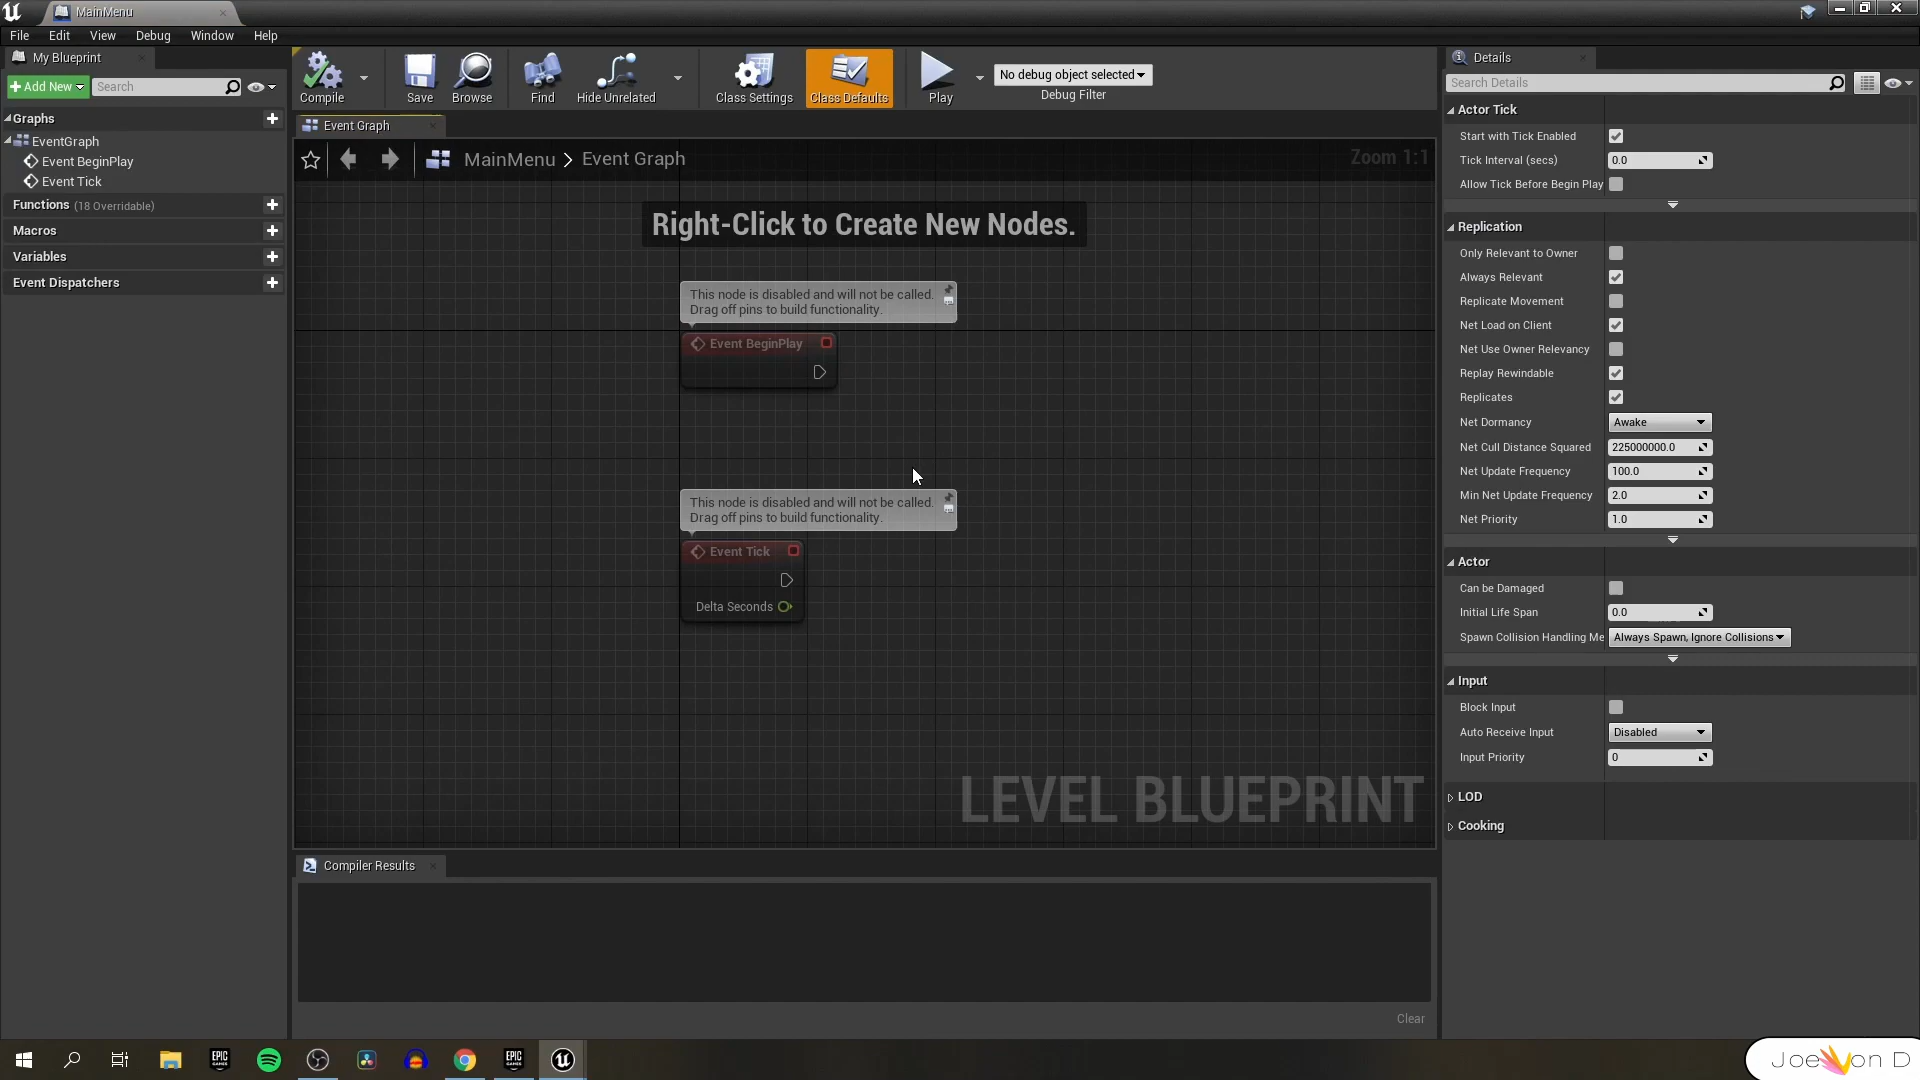 MainMenu
File Edit View Debug Window Help
My Blueprint
Add New Search
Graphs
EventGraph
Event BeginPlay
Event Tick
Functions (18 Overridable)
Macros
Variables
Event Dispatchers
Compile Save Browse Find Hide Unrelated Class Settings Class Defaults Play
No debug object selected
Debug Filter
Event Graph
MainMenu > Event Graph
Zoom 1:1
Right-Click to Create New Nodes.
This node is disabled and will not be called.
Drag off pins to build functionality.
Event BeginPlay
This node is disabled and will not be called.
Drag off pins to build functionality.
Event Tick
Delta Seconds
LEVEL BLUEPRINT
Compiler Results
Clear
Details
Search Details
Actor Tick
Start with Tick Enabled
Tick Interval (secs) 0.0
Allow Tick Before Begin Play
Replication
Only Relevant to Owner
Always Relevant
Replicate Movement
Net Load on Client
Net Use Owner Relevancy
Replay Rewindable
Replicates
Net Dormancy Awake
Net Cull Distance Squared 225000000.0
Net Update Frequency 100.0
Min Net Update Frequency 2.0
Net Priority 1.0
Actor
Can be Damaged
Initial Life Span 0.0
Spawn Collision Handling Me Always Spawn, Ignore Collisions
Input
Block Input
Auto Receive Input Disabled
Input Priority 0
LOD
Cooking
EPIC GAMES
EPIC GAMES
Joe Von D